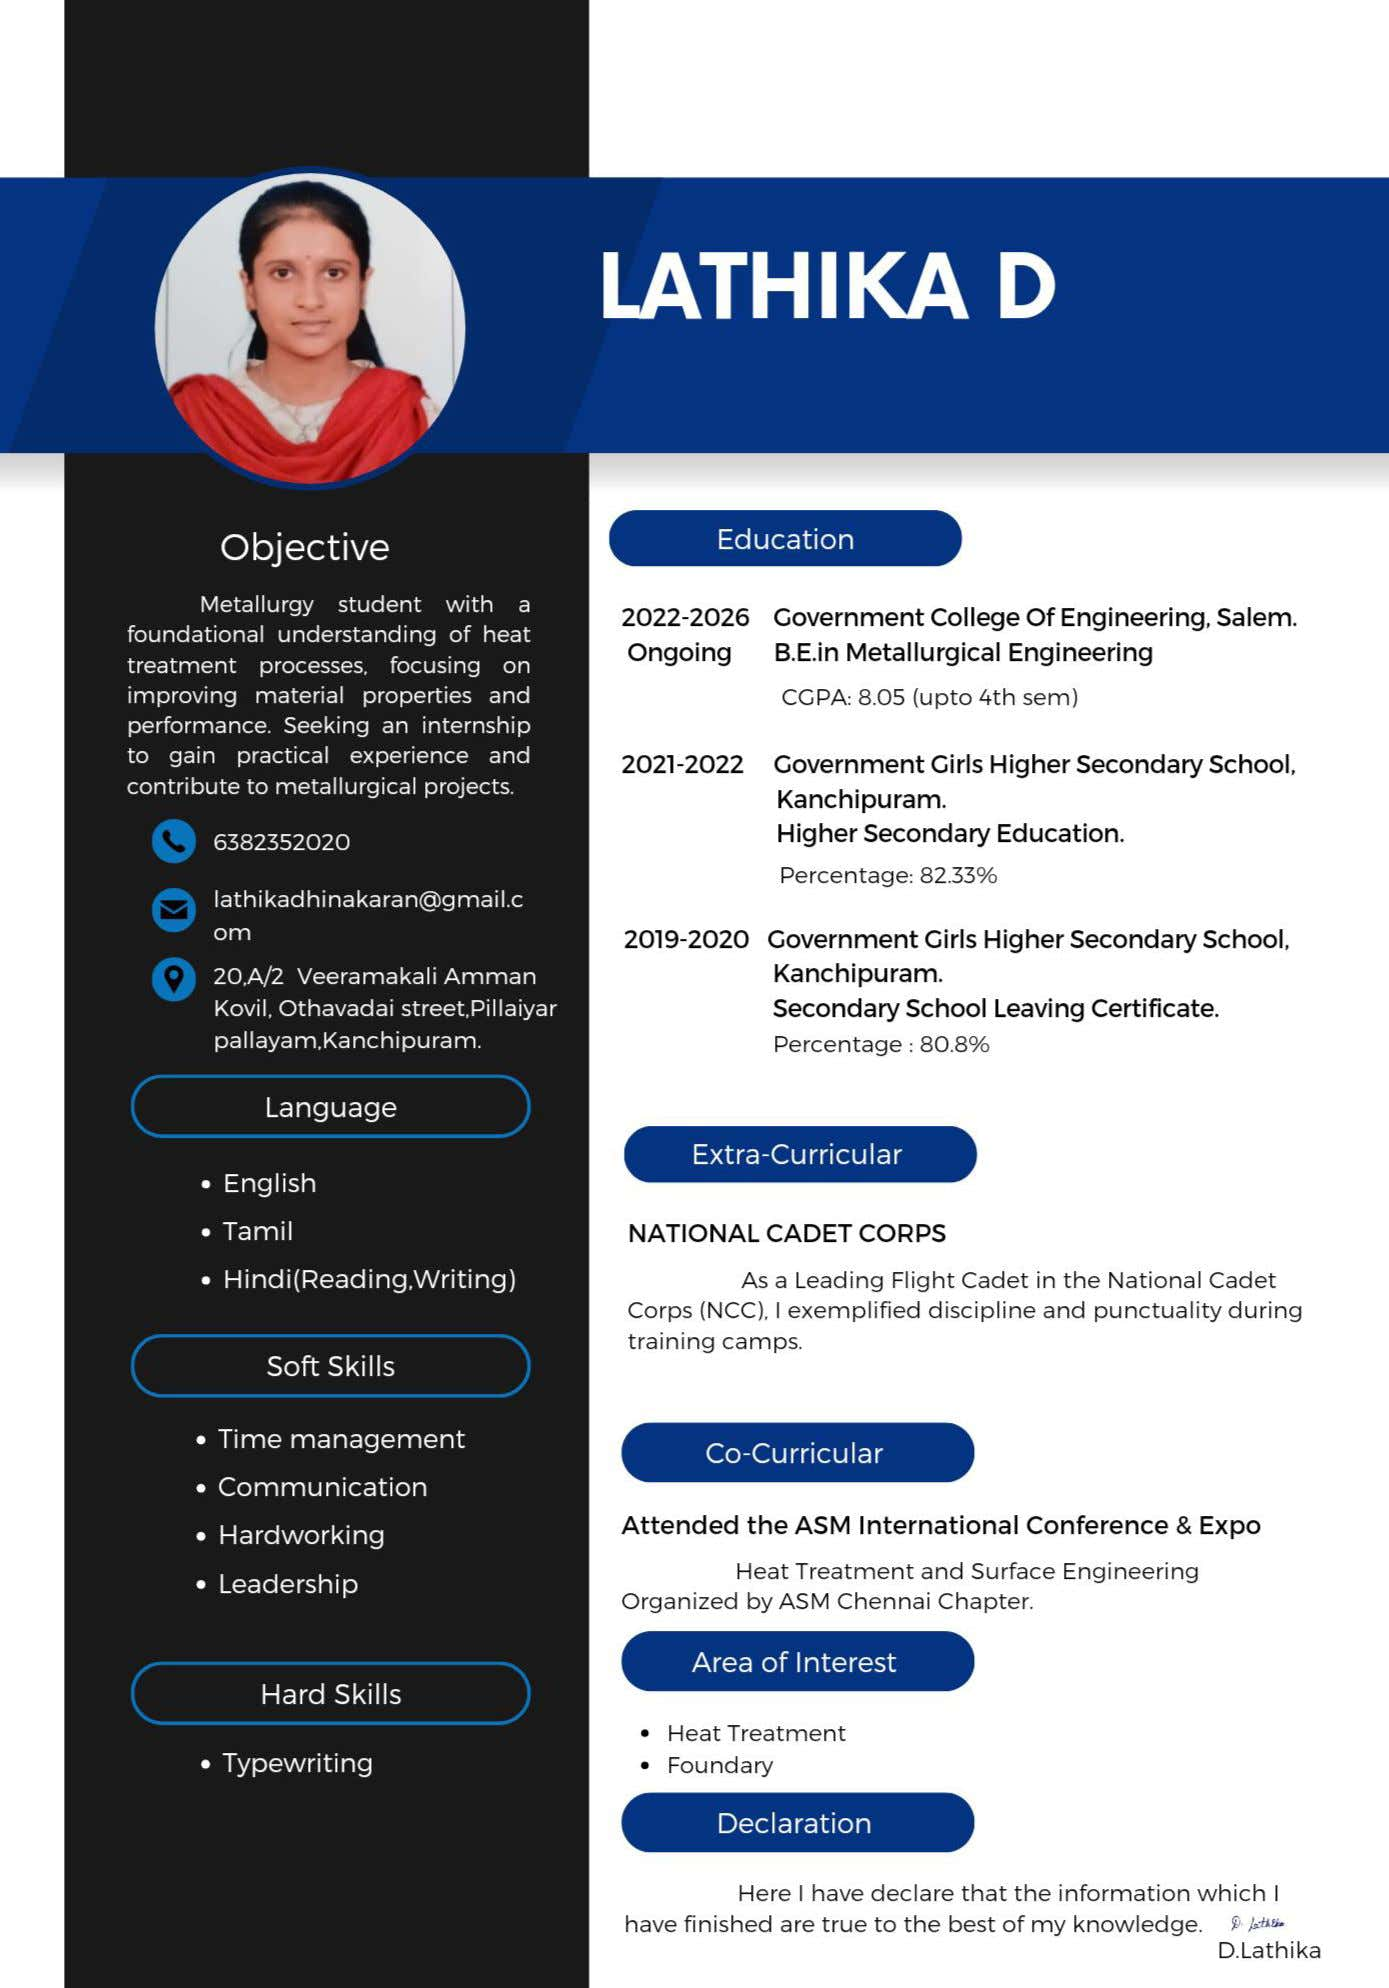 LATHIKA D
Objective
Metallurgy student with a
foundational understanding of heat
treatment processes, focusing on
improving material properties and
performance. Seeking an internship
to gain practical experience and
contribute to metallurgical projects.
6382352020
lathikadhinakaran@gmail.c
om
20,A/2 Veeramakali Amman
Kovil, Othavadai street,Pillaiyar
pallayam,Kanchipuram.
Language
English
Tamil
Hindi(Reading,Writing)
Soft Skills
Time management
Communication
Hardworking
Leadership
Hard Skills
Typewriting
Education
2022-2026 Government College Of Engineering, Salem.
Ongoing B.E.in Metallurgical Engineering
CGPA: 8.05 (upto 4th sem)
2021-2022 Government Girls Higher Secondary School,
Kanchipuram.
Higher Secondary Education.
Percentage: 82.33%
2019-2020 Government Girls Higher Secondary School,
Kanchipuram.
Secondary School Leaving Certificate.
Percentage : 80.8%
Extra-Curricular
NATIONAL CADET CORPS
As a Leading Flight Cadet in the National Cadet
Corps (NCC), I exemplified discipline and punctuality during
training camps.
Co-Curricular
Attended the ASM International Conference & Expo
Heat Treatment and Surface Engineering
Organized by ASM Chennai Chapter.
Area of Interest
Heat Treatment
Foundary
Declaration
Here I have declare that the information which I
have finished are true to the best of my knowledge.
D. Lathika
D.Lathika